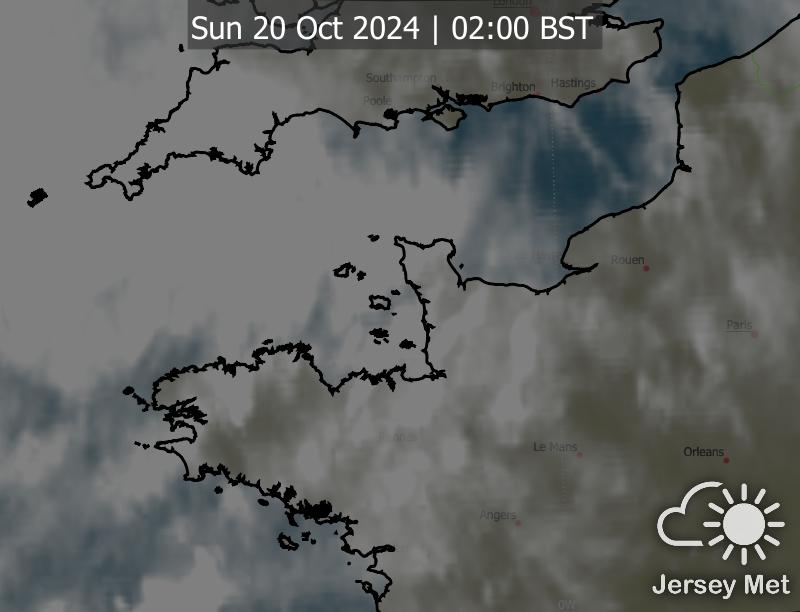 London
Sun 20 Oct 2024 | 02:00 BST
Southampton
Brighton
Hastings
Poole
Rouen
Paris
Rennes
Le Mans
Orleans
Angers
0W
Jersey Met